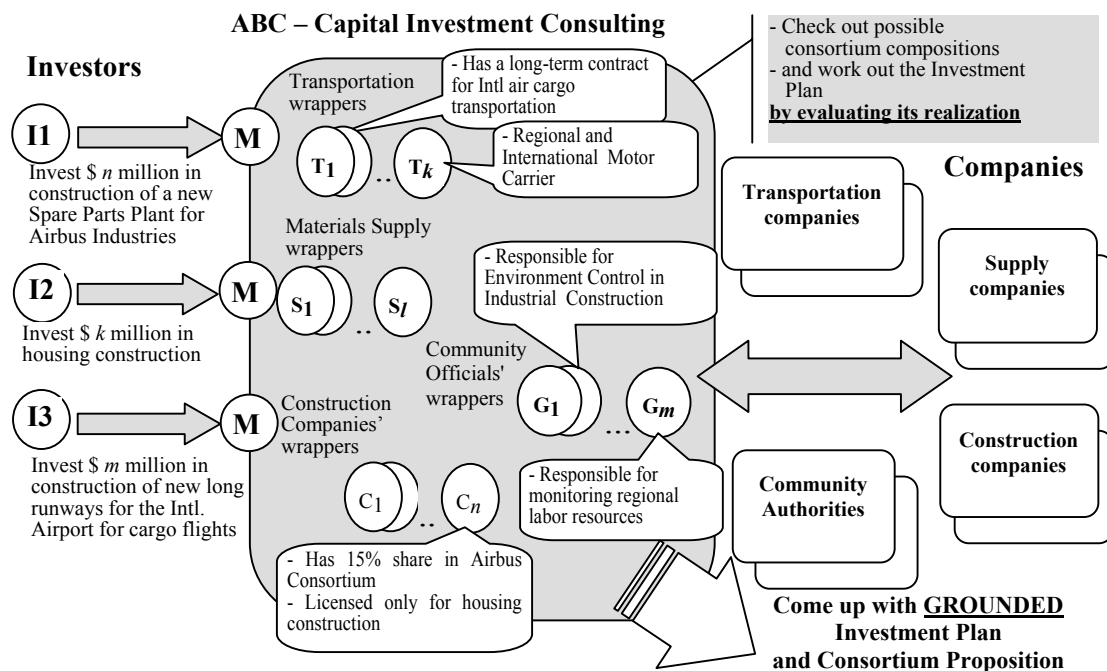 ABC – Capital Investment Consulting
- Check out possible
consortium compositions
- and work out the Investment
Plan
by evaluating its realization
Investors
I1
M
Invest $ n million in
construction of a new
Spare Parts Plant for
Airbus Industries
I2
M
Invest $ k million in
housing construction
I3
M
Invest $ m million in
construction of new long
runways for the Intl.
Airport for cargo flights
Transportation
wrappers
- Has a long-term contract
for Intl air cargo
transportation
T1
..
Tk
- Regional and
International Motor
Carrier
Materials Supply
wrappers
S1
..
Sl
- Responsible for
Environment Control in
Industrial Construction
Community
Officials'
wrappers
G1
...
Gm
- Responsible for
monitoring regional
labor resources
Construction
Companies’
wrappers
C1
..
Cn
- Has 15% share in Airbus
Consortium
- Licensed only for housing
construction
Companies
Transportation
companies
Supply
companies
Construction
companies
Community
Authorities
Come up with GROUNDED
Investment Plan
and Consortium Proposition